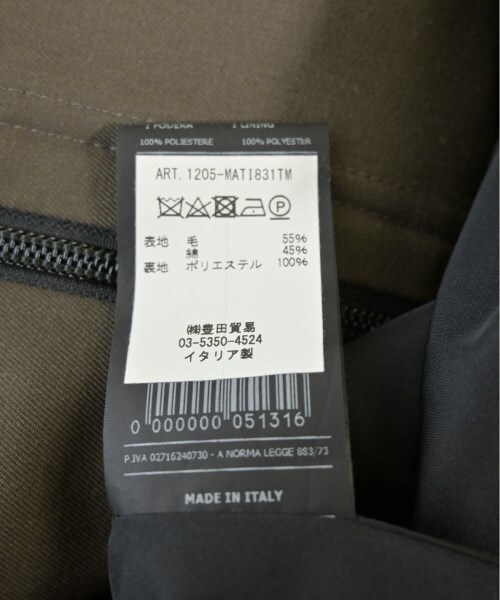 FODERA LINING
100% POLIESTERE 100% POLYESTER
ART. 1205-MATI831TM
表地 毛 55%
綿 45%
裏地 ポリエステル 100%
㈱豊田貿易
03-5350-4524
イタリア製
0 000000 051316
P.IVA 02716240730 - A NORMA LEGGE 883/73
MADE IN ITALY